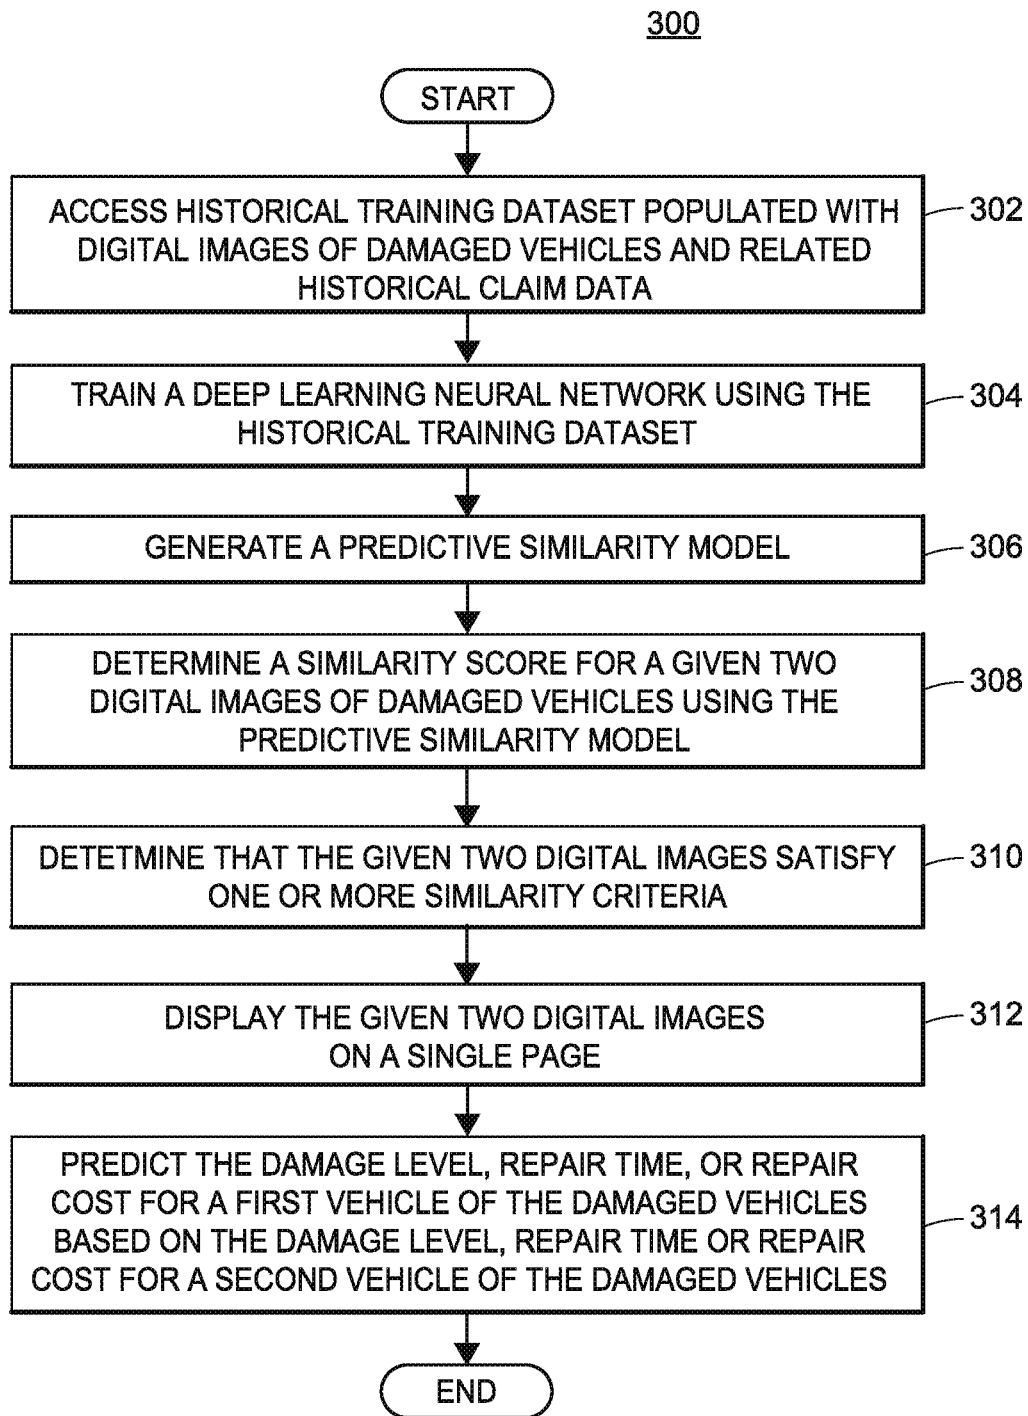 300
START
ACCESS HISTORICAL TRAINING DATASET POPULATED WITH
DIGITAL IMAGES OF DAMAGED VEHICLES AND RELATED
HISTORICAL CLAIM DATA
302
TRAIN A DEEP LEARNING NEURAL NETWORK USING THE
HISTORICAL TRAINING DATASET
304
GENERATE A PREDICTIVE SIMILARITY MODEL
306
DETERMINE A SIMILARITY SCORE FOR A GIVEN TWO
DIGITAL IMAGES OF DAMAGED VEHICLES USING THE
PREDICTIVE SIMILARITY MODEL
308
DETETMINE THAT THE GIVEN TWO DIGITAL IMAGES SATISFY
ONE OR MORE SIMILARITY CRITERIA
310
DISPLAY THE GIVEN TWO DIGITAL IMAGES
ON A SINGLE PAGE
312
PREDICT THE DAMAGE LEVEL, REPAIR TIME, OR REPAIR
COST FOR A FIRST VEHICLE OF THE DAMAGED VEHICLES
BASED ON THE DAMAGE LEVEL, REPAIR TIME OR REPAIR
COST FOR A SECOND VEHICLE OF THE DAMAGED VEHICLES
314
END